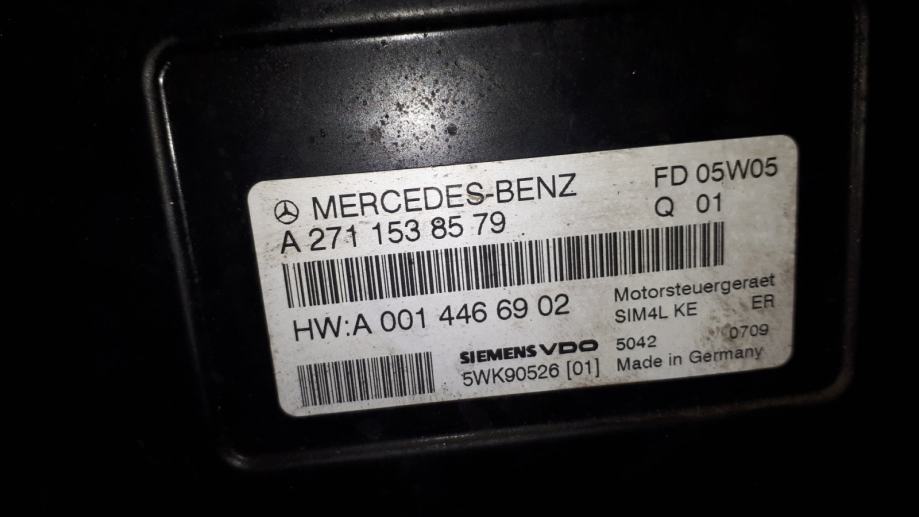 MERCEDES-BENZ
A 271 153 85 79
FD 05W05
Q 01
HW:A 001 446 69 02
Motorsteuergeraet
SIM4L KE ER
SIEMENS VDO
5WK90526 [01]
5042 0709
Made in Germany